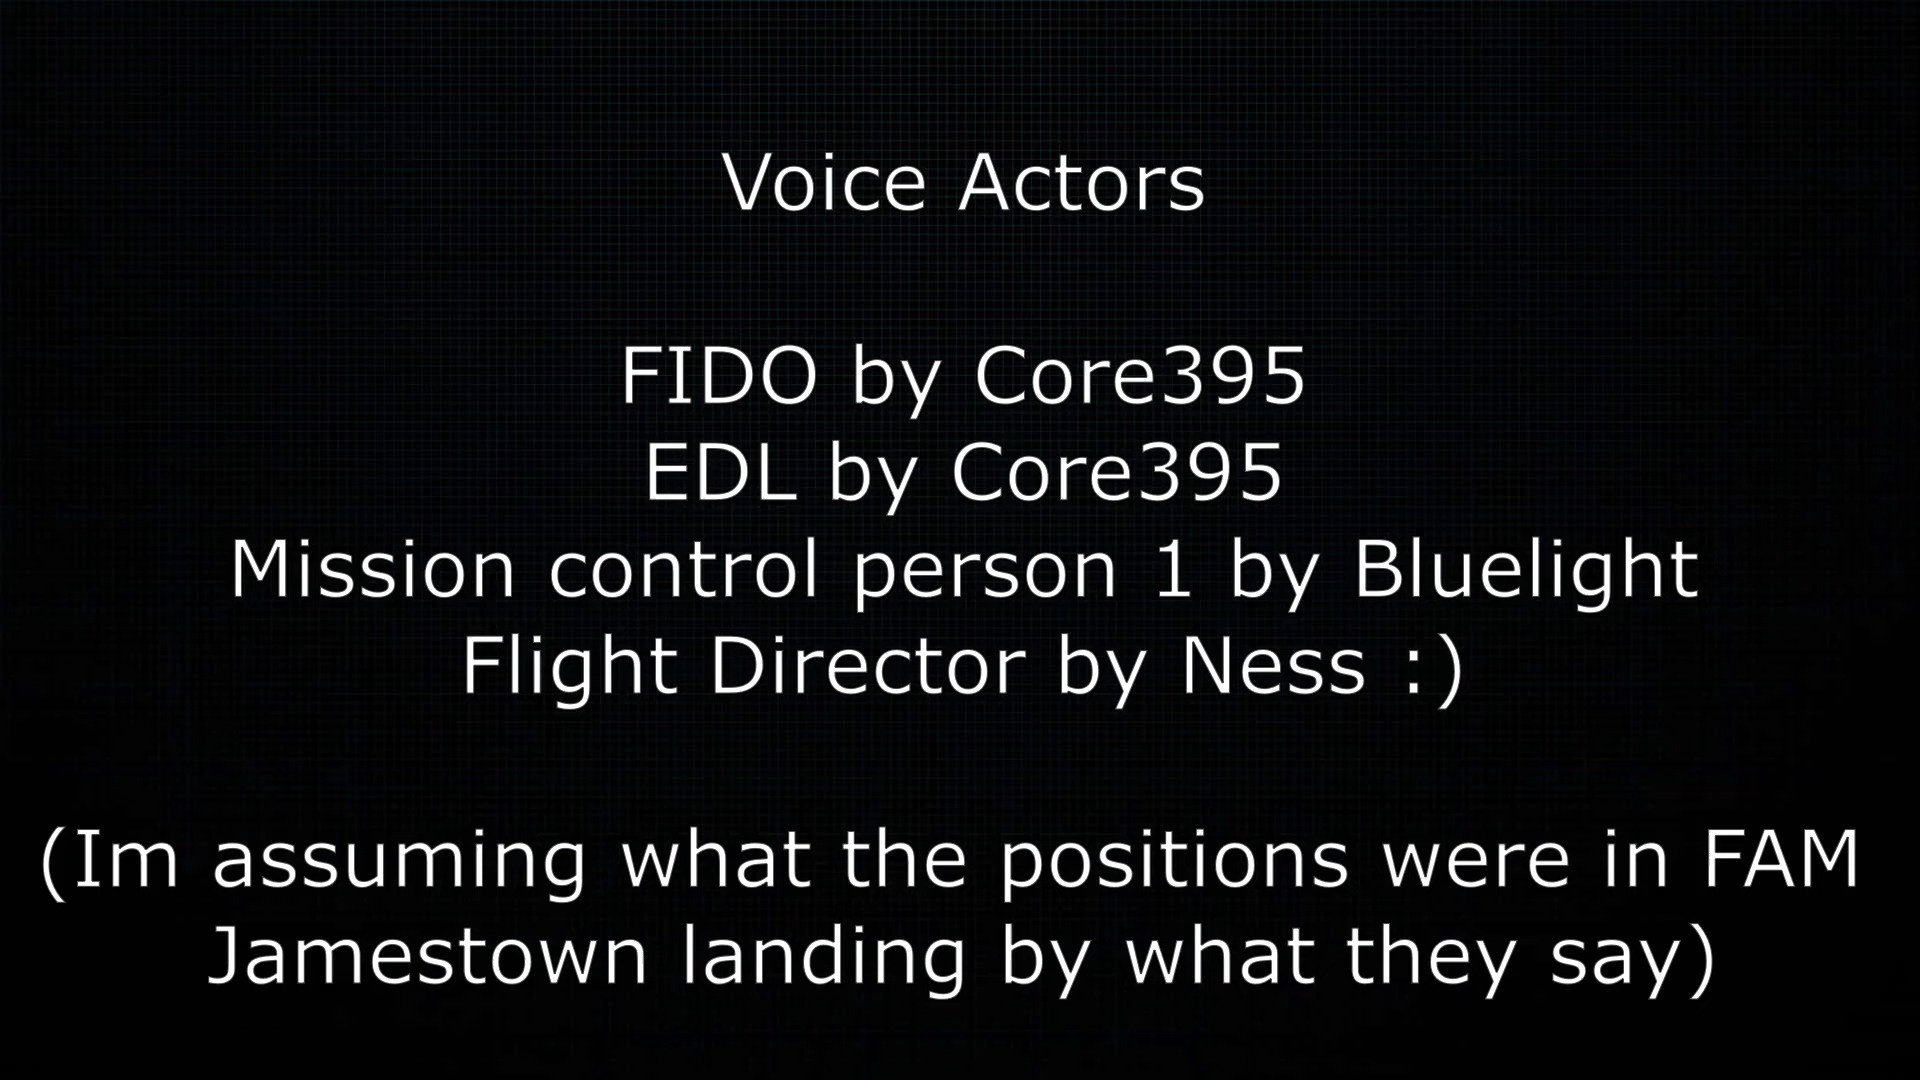 Voice Actors
FIDO by Core395
EDL by Core395
Mission control person 1 by Bluelight
Flight Director by Ness :)
(Im assuming what the positions were in FAM
Jamestown landing by what they say)